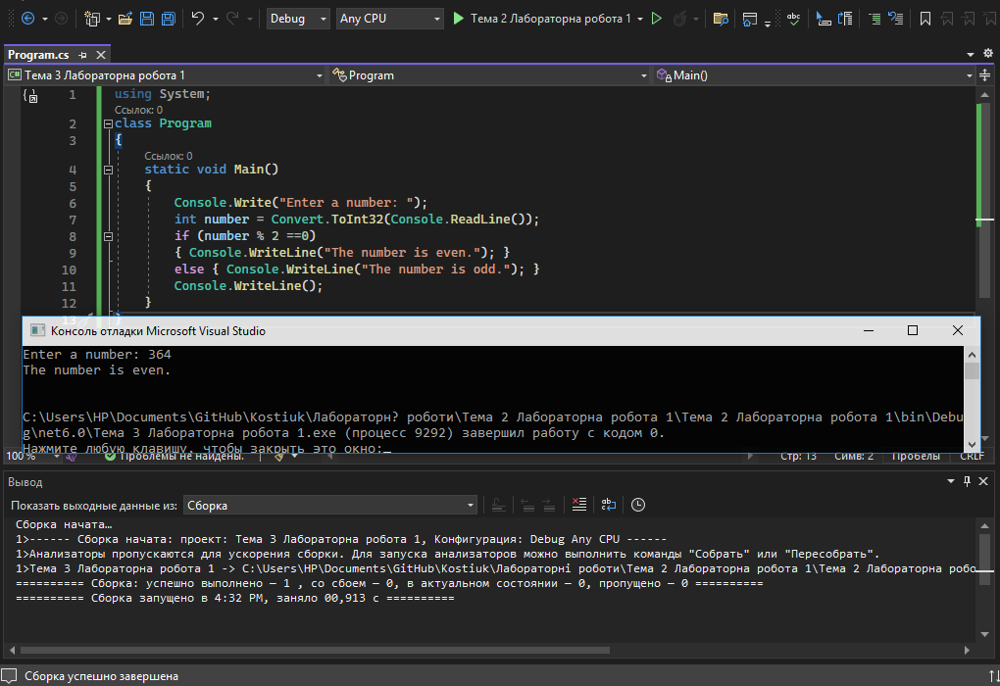 Debug Any CPU Тема 2 Лабораторна робота 1
Program.cs
C# Тема 3 Лабораторна робота 1 Program Main()
1 using System;
Ссылок: 0
2 class Program
3 {
Ссылок: 0
4 static void Main()
5 {
6 Console.Write("Enter a number: ");
7 int number = Convert.ToInt32(Console.ReadLine());
8 if (number % 2 ==0)
9 { Console.WriteLine("The number is even."); }
10 else { Console.WriteLine("The number is odd."); }
11 Console.WriteLine();
12 }
13 }
Консоль отладки Microsoft Visual Studio
Enter a number: 364
The number is even.
C:\Users\HP\Documents\GitHub\Kostiuk\Лабораторн? роботи\Тема 2 Лабораторна робота 1\Тема 2 Лабораторна робота 1\bin\Debu
g\net6.0\Тема 3 Лабораторна робота 1.exe (процесс 9292) завершил работу с кодом 0.
Нажмите любую клавишу, чтобы закрыть это окно:_
100 % Проблемы не найдены. Стр: 13 Симв: 2 Пробелы CRLF
Вывод
Показать выходные данные из: Сборка
Сборка начата…
1>------ Сборка начата: проект: Тема 3 Лабораторна робота 1, Конфигурация: Debug Any CPU ------
1>Анализаторы пропускаются для ускорения сборки. Для запуска анализаторов можно выполнить команды "Собрать" или "Пересобрать".
1>Тема 3 Лабораторна робота 1 -> C:\Users\HP\Documents\GitHub\Kostiuk\Лабораторні роботи\Тема 2 Лабораторна робота 1\Тема 2 Лабораторна робо
========== Сборка: успешно выполнено – 1 , со сбоем – 0, в актуальном состоянии – 0, пропущено – 0 ==========
========== Сборка запущено в 4:32 PM, заняло 00,913 с ==========
Сборка успешно завершена